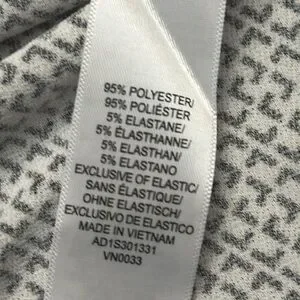 95% POLYESTER/
95% POLIÉSTER
5% ELASTANE/
5% ÉLASTHANNE/
5% ELASTHAN/
5% ELASTANO
EXCLUSIVE OF ELASTIC/
SANS ÉLASTIQUE/
OHNE ELASTISCH/
EXCLUSIVO DE ELASTICO
MADE IN VIETNAM
AD1S301331
VN0033